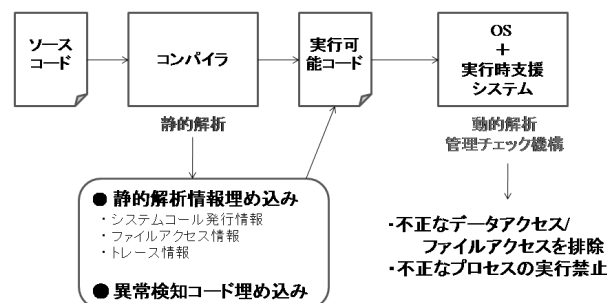 ソース
コード
コンパイラ
実行可
能コード
OS
+
実行時支援
システム
静的解析
動的解析
管理チェック機構
● 静的解析情報埋め込み
・システムコール発行情報
・ファイルアクセス情報
・トレース情報
● 異常検知コード埋め込み
・不正なデータアクセス/
ファイルアクセスを排除
・不正なプロセスの実行禁止